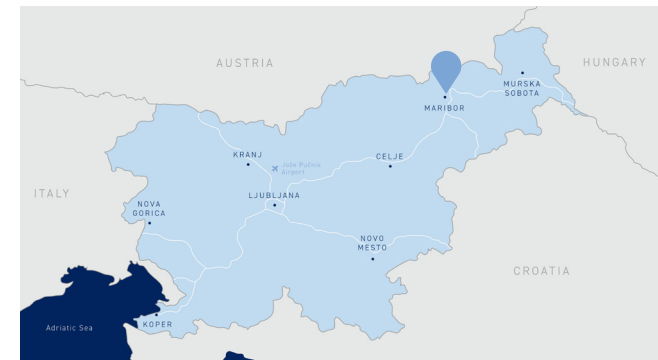 AUSTRIA
HUNGARY
MURSKA
SOBOTA
MARIBOR
KRANJ
CELJE
Jože Pučnik
Airport
ITALY
LJUBLJANA
NOVA
GORICA
NOVO
MESTO
CROATIA
Adriatic Sea
KOPER